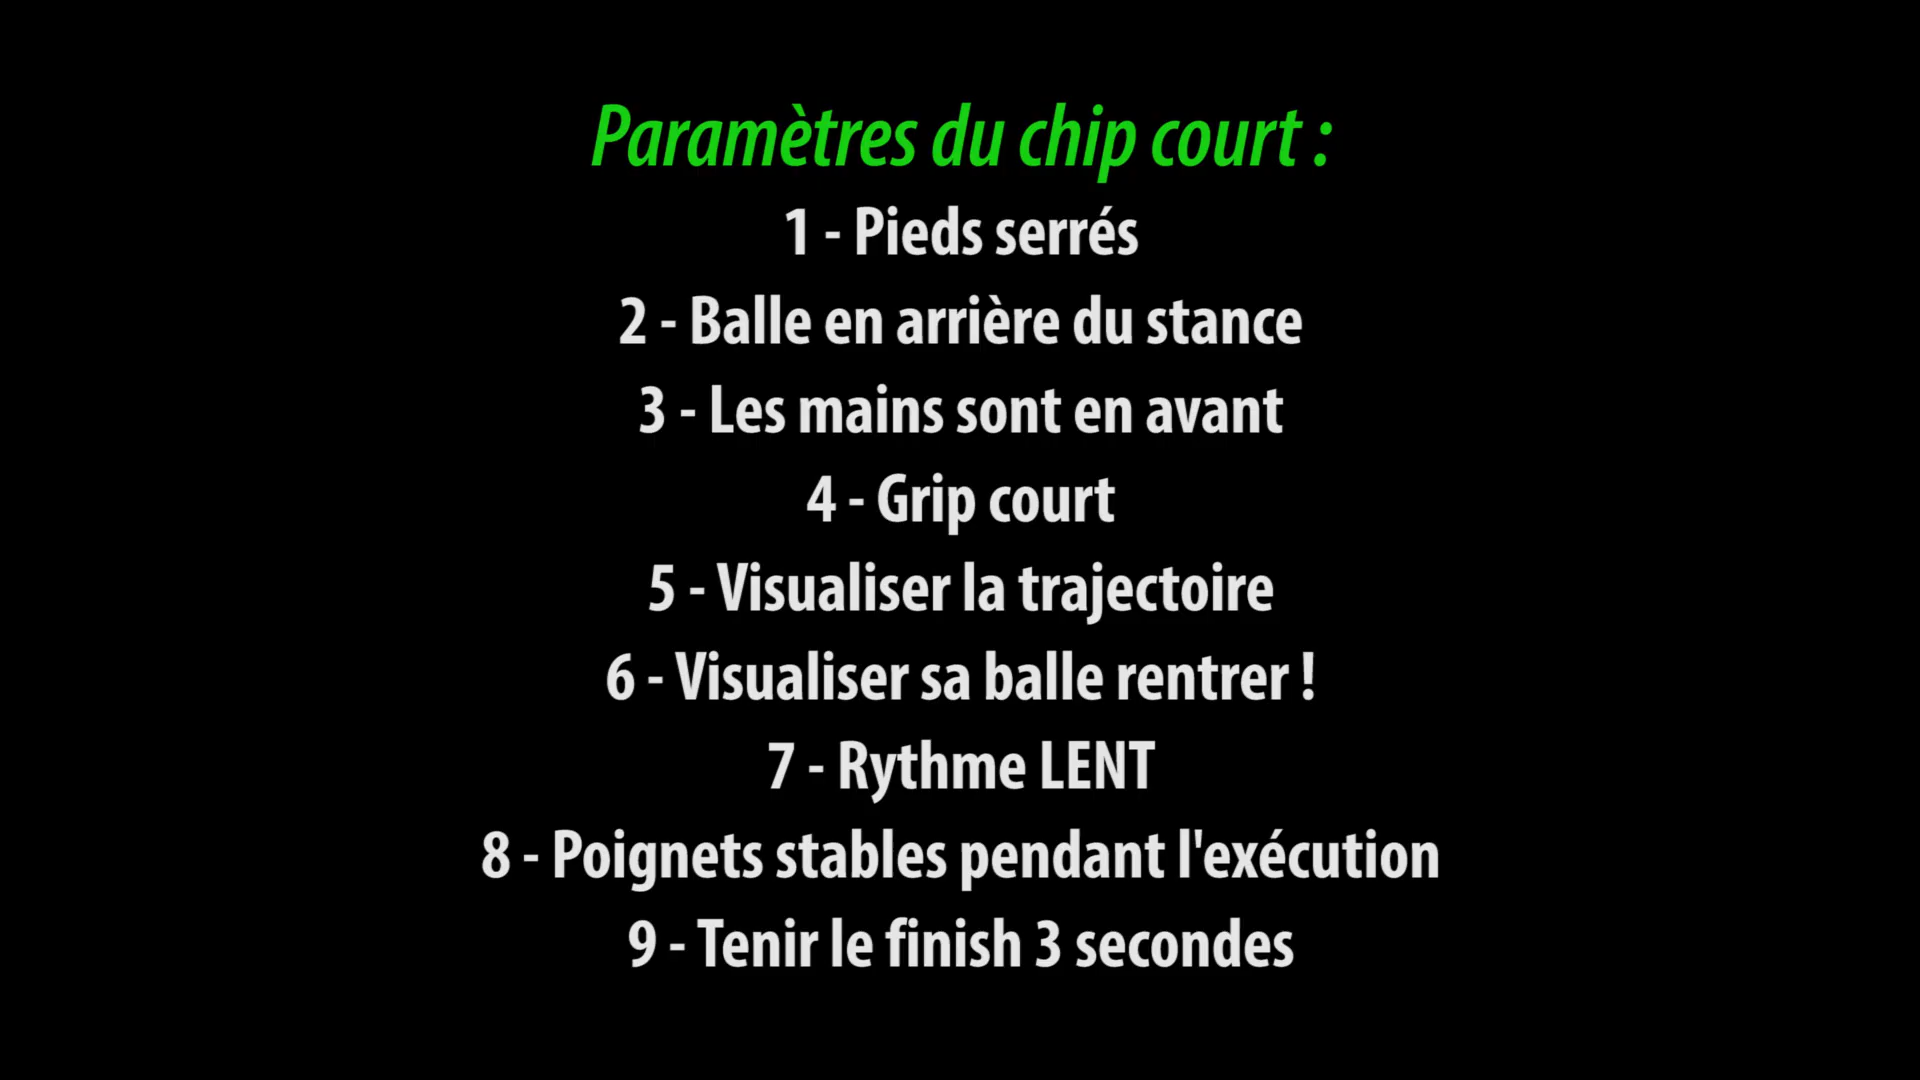 Paramètres du chip court :
1 - Pieds serrés
2 - Balle en arrière du stance
3 - Les mains sont en avant
4 - Grip court
5 - Visualiser la trajectoire
6 - Visualiser sa balle rentrer !
7 - Rythme LENT
8 - Poignets stables pendant l'exécution
9 - Tenir le finish 3 secondes